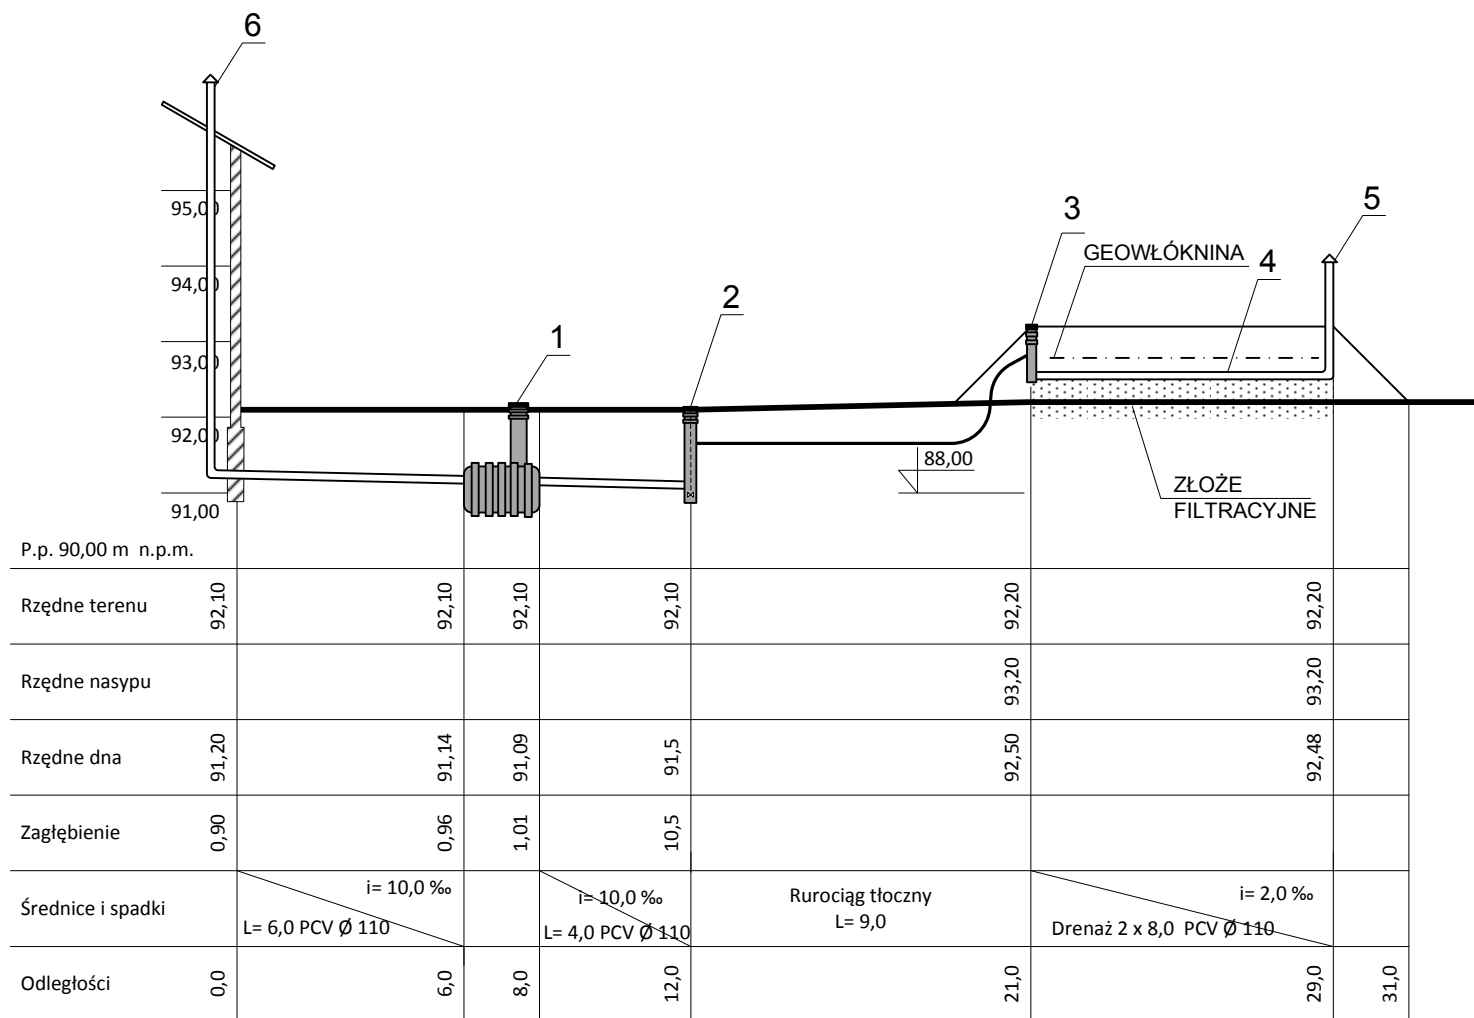 6
95,00
94,00
93,00
92,00
91,00
1
2
3
GEOWŁÓKNINA
4
5
88,00
ZŁOŻE
FILTRACYJNE
P.p. 90,00 m n.p.m.
Rzędne terenu
92,10
92,10
92,10
92,10
92,20
92,20
Rzędne nasypu
93,20
93,20
Rzędne dna
91,20
91,14
91,09
91,5
92,50
92,48
Zagłębienie
0,90
0,96
1,01
10,5
Średnice i spadki
i= 10,0 ‰
L= 6,0 PCV Ø 110
i= 10,0 ‰
L= 4,0 PCV Ø 110
Rurociąg tłoczny
L= 9,0
i= 2,0 ‰
Drenaż 2 x 8,0 PCV Ø 110
Odległości
0,0
6,0
8,0
12,0
21,0
29,0
31,0